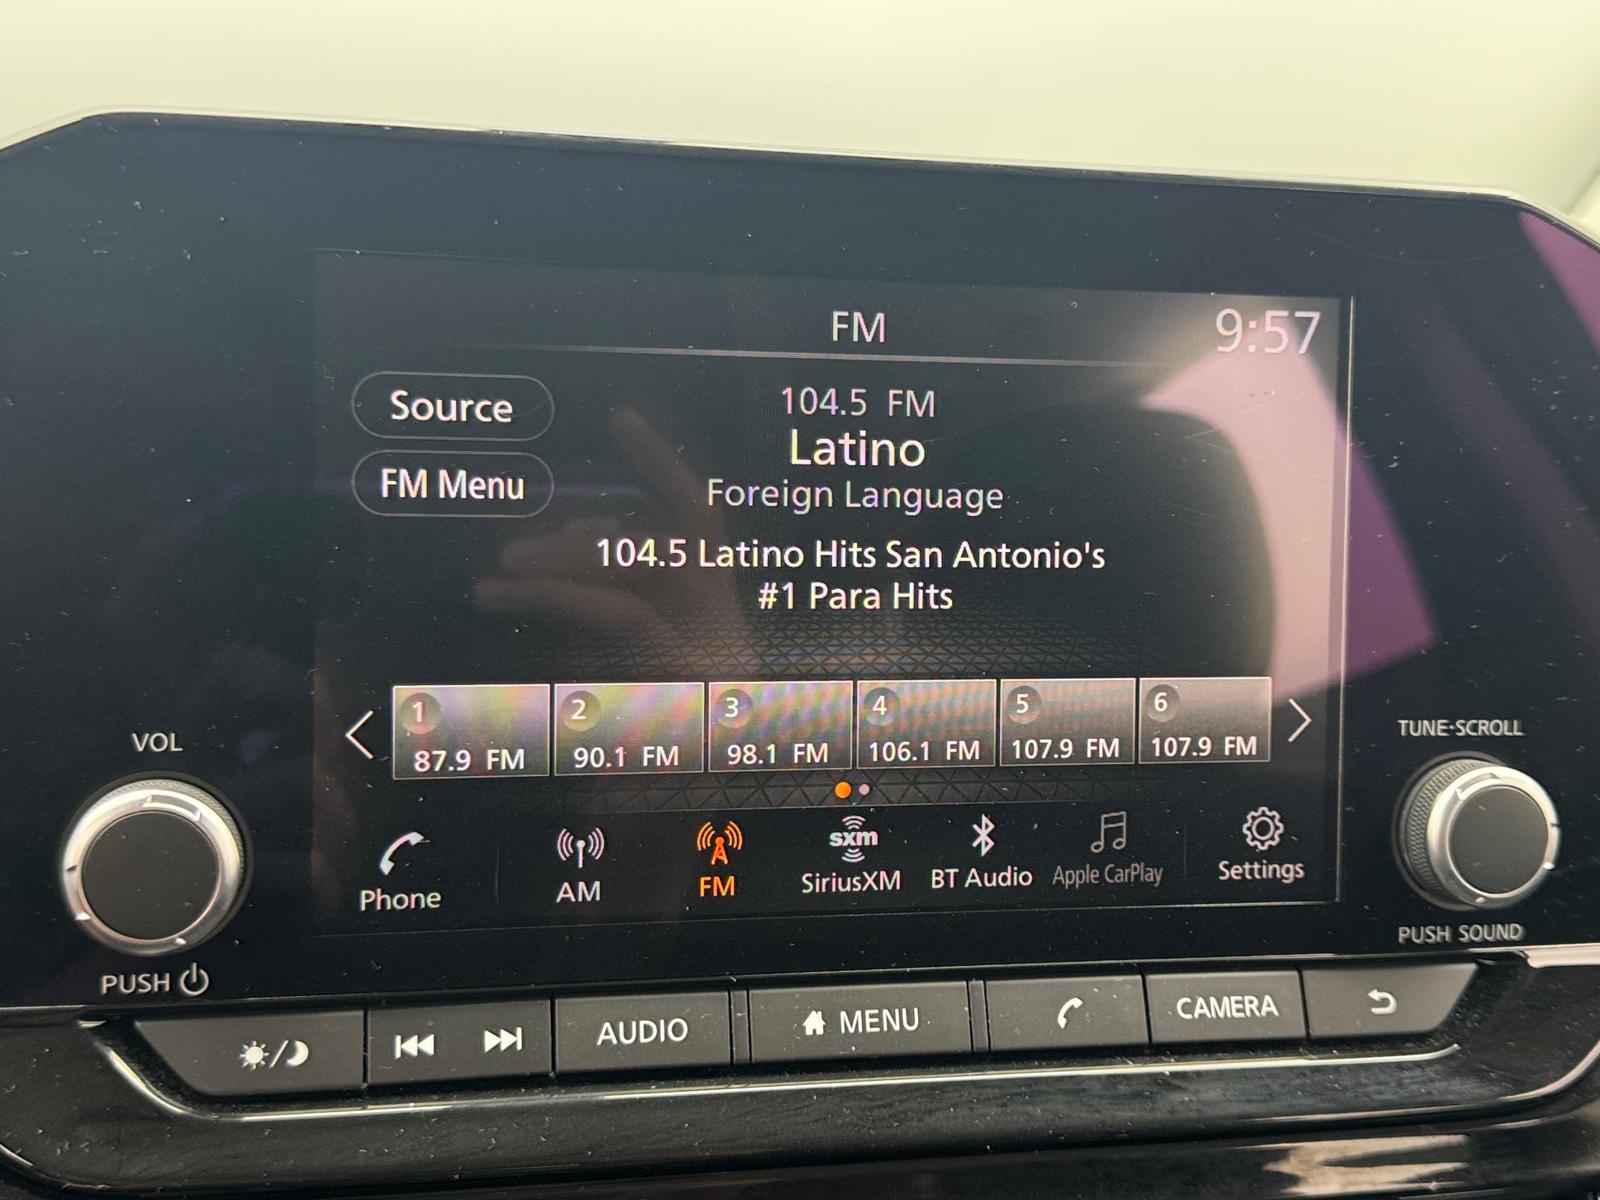 FM
9:57
Source
104.5 FM
Latino
FM Menu
Foreign Language
104.5 Latino Hits San Antonio's
#1 Para Hits
1
2
3
4
5
6
87.9 FM
90.1 FM
98.1 FM
106.1 FM
107.9 FM
107.9 FM
VOL
TUNE·SCROLL
Phone
AM
FM
sxm
SiriusXM
BT Audio
Apple CarPlay
Settings
PUSH
PUSH SOUND
AUDIO
MENU
CAMERA